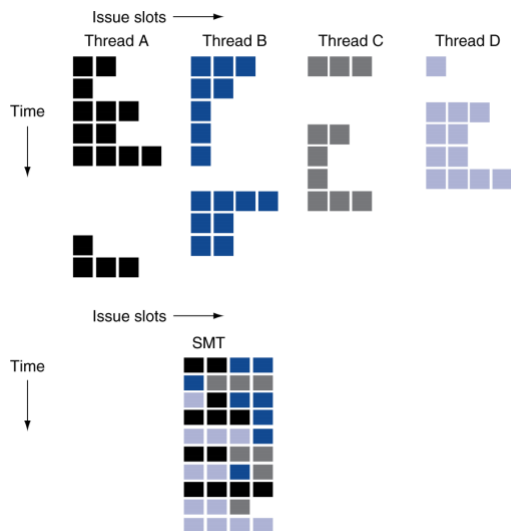 Issue slots
Thread A Thread B Thread C Thread D
Time
Issue slots
SMT
Time